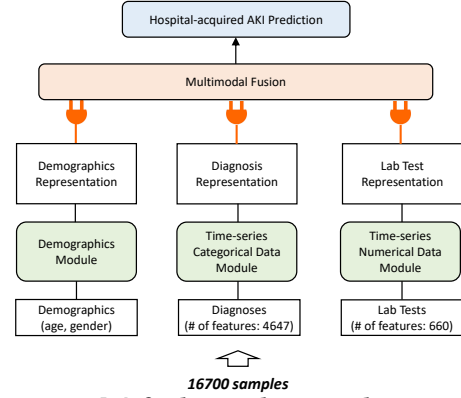 Hospital-acquired AKI Prediction
Multimodal Fusion
Demographics
Representation
Diagnosis
Representation
Lab Test
Representation
Demographics
Module
Time-series
Categorical Data
Module
Time-series
Numerical Data
Module
Demographics
(age, gender)
Diagnoses
(# of features: 4647)
Lab Tests
(# of features: 660)
16700 samples